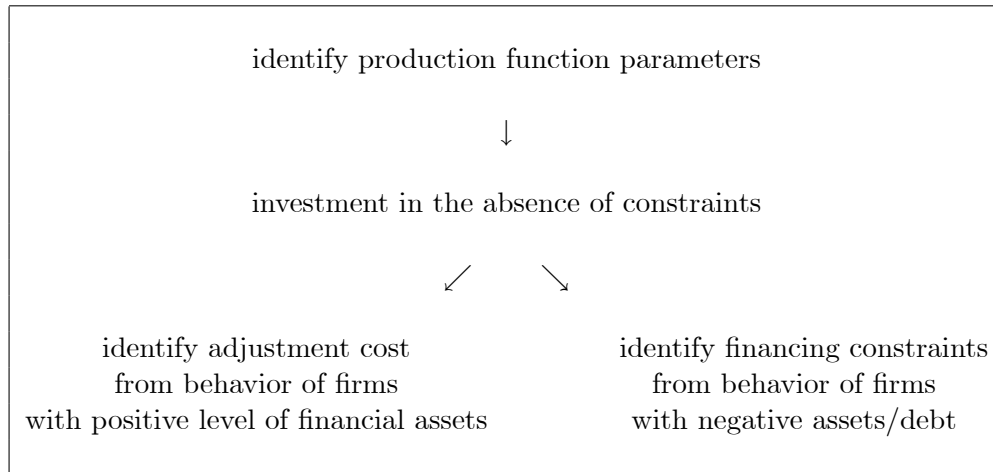 identify production function parameters
↓
investment in the absence of constraints
↙ ↘
identify adjustment cost
from behavior of firms
with positive level of financial assets
identify financing constraints
from behavior of firms
with negative assets/debt